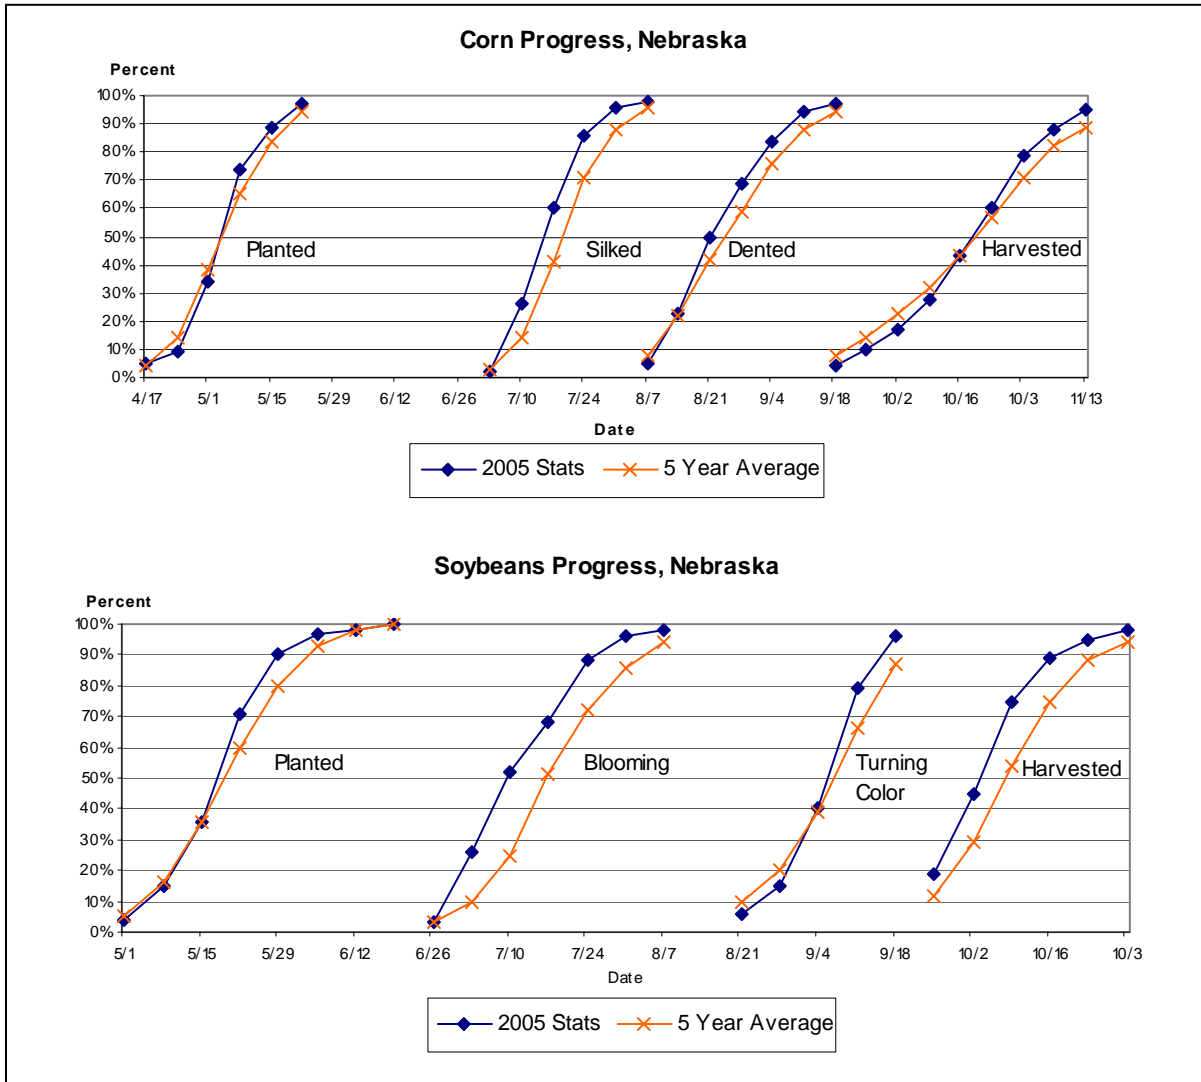 Corn Progress, Nebraska
Percent
100%
90%
80%
70%
60%
50%
40%
30%
20%
10%
0%
Planted
Silked
Dented
Harvested
4/17 5/1 5/15 5/29 6/12 6/26 7/10 7/24 8/7 8/21 9/4 9/18 10/2 10/16 10/3 11/13
Date
2005 Stats 5 Year Average
Soybeans Progress, Nebraska
Percent
100%
90%
80%
70%
60%
50%
40%
30%
20%
10%
0%
Planted
Blooming
Turning
Color
Harvested
5/1 5/15 5/29 6/12 6/26 7/10 7/24 8/7 8/21 9/4 9/18 10/2 10/16 10/3
Date
2005 Stats 5 Year Average